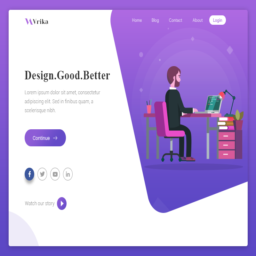 Vrika
Home Blog Contact About Login
Design.Good.Better
Lorem ipsum dolor sit amet, consectetur
adipiscing elit. Sed in finibus quam, a
scelerisque nibh.
Continue
Watch our story